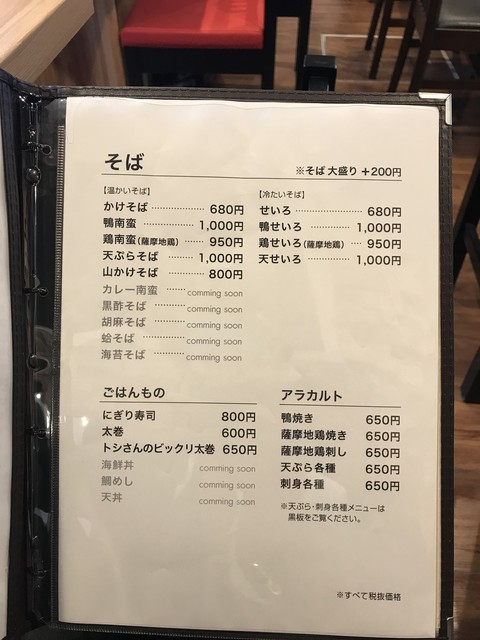 そば
※そば 大盛り +200円
【温かいそば】
かけそば 680円
鴨南蛮 1,000円
鶏南蛮(薩摩地鶏) 950円
天ぷらそば 1,000円
山かけそば 800円
カレー南蛮 comming soon
黒酢そば comming soon
胡麻そば comming soon
蛤そば comming soon
海苔そば comming soon
【冷たいそば】
せいろ 680円
鴨せいろ 1,000円
鶏せいろ(薩摩地鶏) 950円
天せいろ 1,000円
ごはんもの
にぎり寿司 800円
太巻 600円
トシさんのビックリ太巻 650円
海鮮丼 comming soon
鯛めし comming soon
天丼 comming soon
アラカルト
鴨焼き 650円
薩摩地鶏焼き 650円
薩摩地鶏刺し 650円
天ぷら各種 650円
刺身各種 650円
※天ぷら・刺身各種メニューは
黒板をご覧ください。
※すべて税抜価格